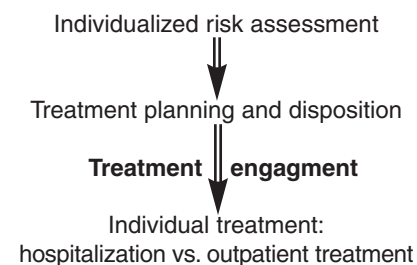 Individualized risk assessment
Treatment planning and disposition
Treatment engagment
Individual treatment:
hospitalization vs. outpatient treatment